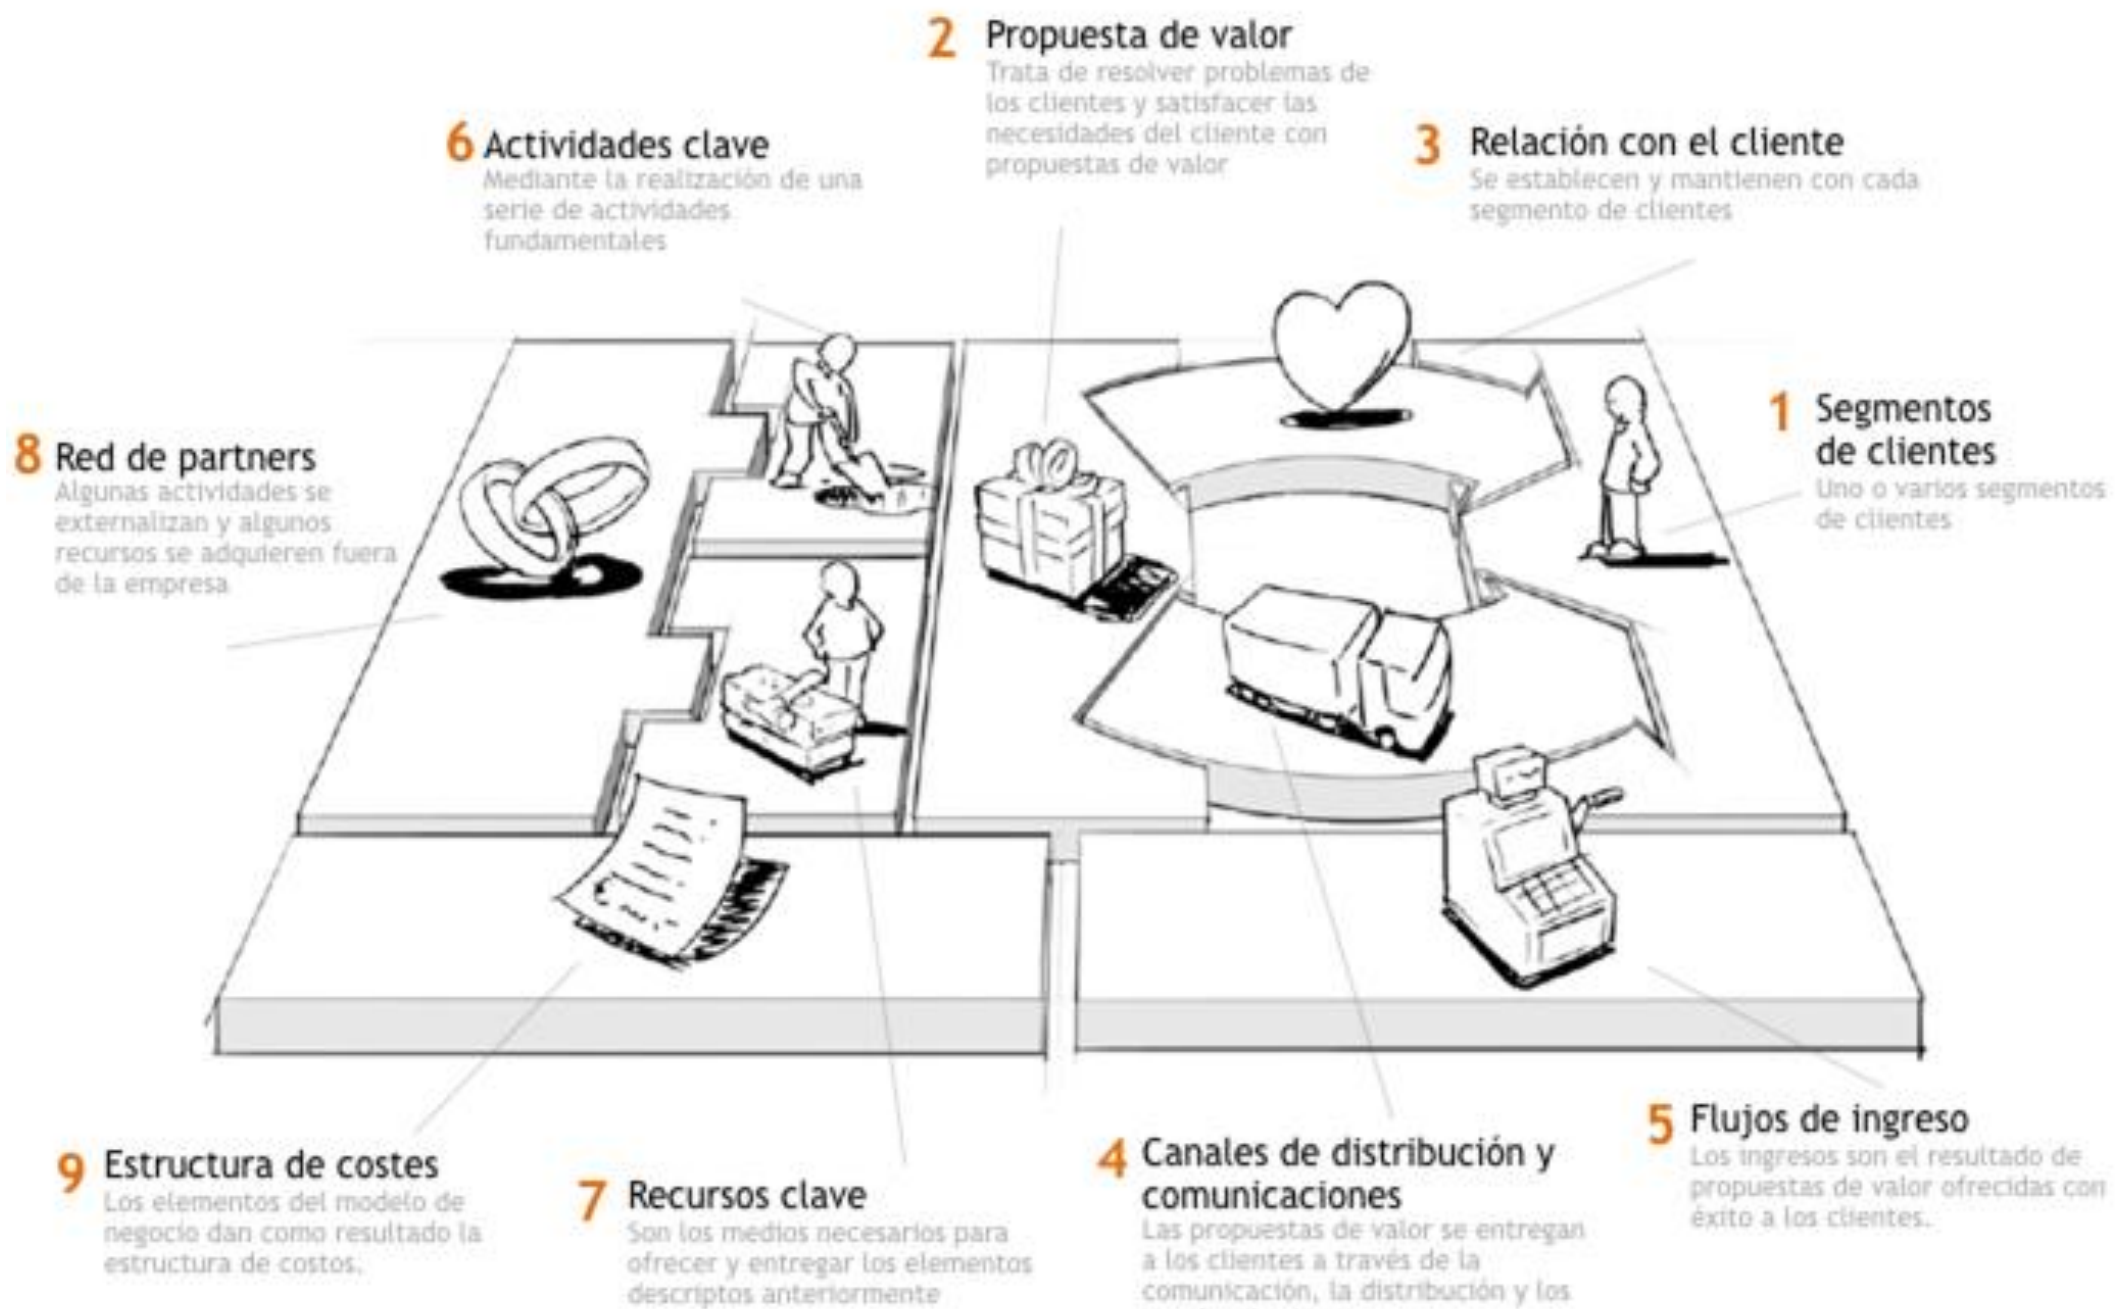 2 Propuesta de valor
Trata de resolver problemas de
los clientes y satisfacer las
necesidades del cliente con
propuestas de valor
6 Actividades clave
Mediante la realización de una
serie de actividades
fundamentales
3 Relación con el cliente
Se establecen y mantienen con cada
segmento de clientes
1 Segmentos
de clientes
Uno o varios segmentos
de clientes
8 Red de partners
Algunas actividades se
externalizan y algunos
recursos se adquieren fuera
de la empresa
9 Estructura de costes
Los elementos del modelo de
negocio dan como resultado la
estructura de costos.
7 Recursos clave
Son los medios necesarios para
ofrecer y entregar los elementos
descriptos anteriormente
4 Canales de distribución y
comunicaciones
Las propuestas de valor se entregan
a los clientes a través de la
comunicación, la distribución y los
5 Flujos de ingreso
Los ingresos son el resultado de
propuestas de valor ofrecidas con
éxito a los clientes.